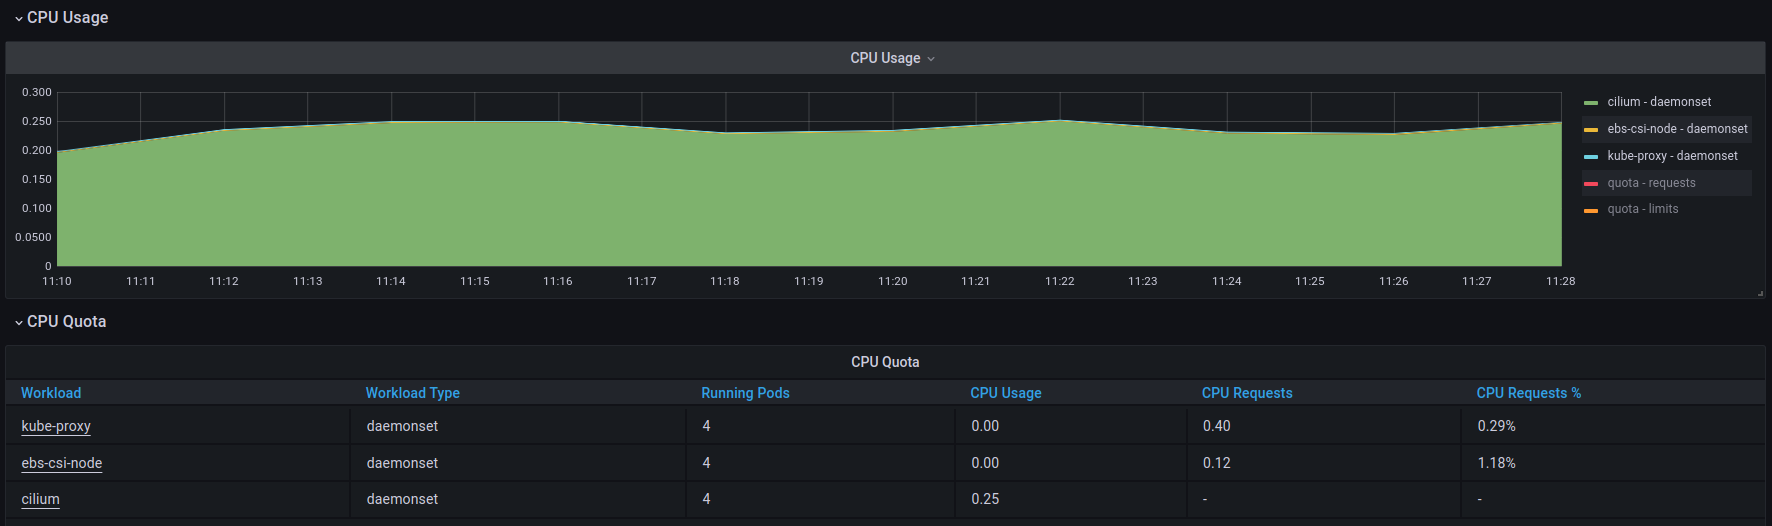 CPU Usage
CPU Usage
0.300
0.250
0.200
0.150
0.100
0.0500
0
11:10 11:11 11:12 11:13 11:14 11:15 11:16 11:17 11:18 11:19 11:20 11:21 11:22 11:23 11:24 11:25 11:26 11:27 11:28
cilium - daemonset
ebs-csi-node - daemonset
kube-proxy - daemonset
quota - requests
quota - limits
CPU Quota
CPU Quota
Workload Workload Type Running Pods CPU Usage CPU Requests CPU Requests %
kube-proxy daemonset 4 0.00 0.40 0.29%
ebs-csi-node daemonset 4 0.00 0.12 1.18%
cilium daemonset 4 0.25 - -